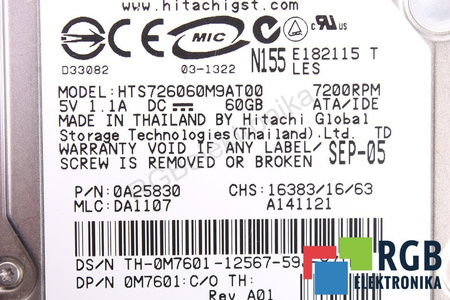 www.hitachigst.com
MIC
N155 E182115 T
LES
D33082 03-1322
MODEL: HTS726060M9AT00 7200RPM
5V 1.1A DC 60GB ATA/IDE
MADE IN THAILAND BY Hitachi Global
Storage Technologies(Thailand).Ltd. TD
WARRANTY VOID IF ANY LABEL/
SCREW IS REMOVED OR BROKEN SEP-05
P/N: 0A25830 CHS: 16383/16/63
MLC: DA1107 A141121
DS/N TH-0M7601-12567-59
DP/N 0M7601:C/O TH:
Rev A01
RGB
ELEKTRONIKA